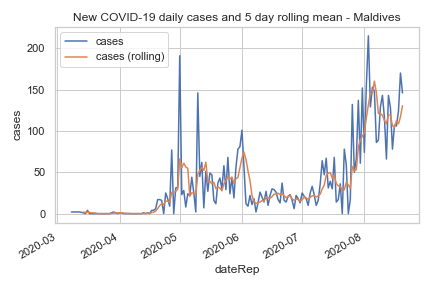 New COVID-19 daily cases and 5 day rolling mean - Maldives
cases
cases (rolling)
200
150
100
50
0
cases
2020-03
2020-04
2020-05
2020-06
2020-07
2020-08
dateRep